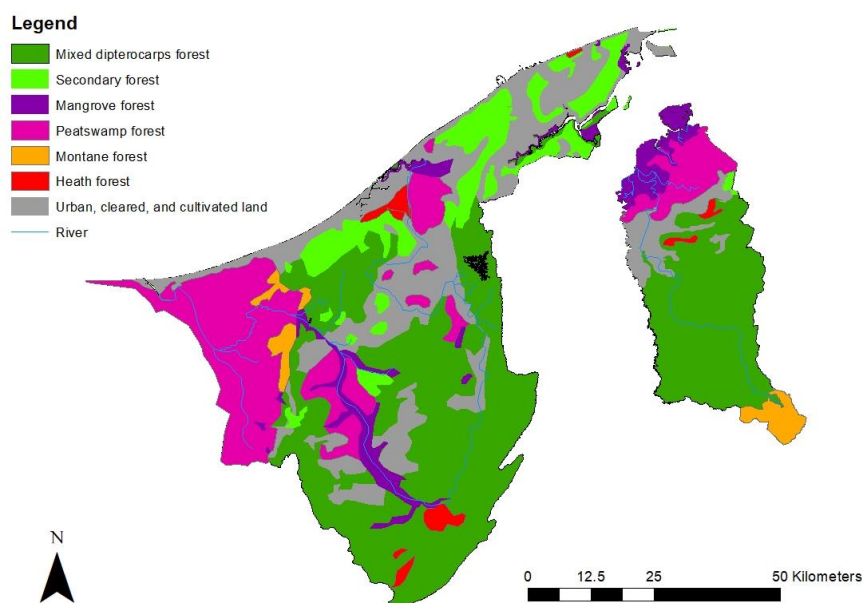 Legend
Mixed dipterocarps forest
Secondary forest
Mangrove forest
Peatswamp forest
Montane forest
Heath forest
Urban, cleared, and cultivated land
River
N
0 12.5 25 50 Kilometers